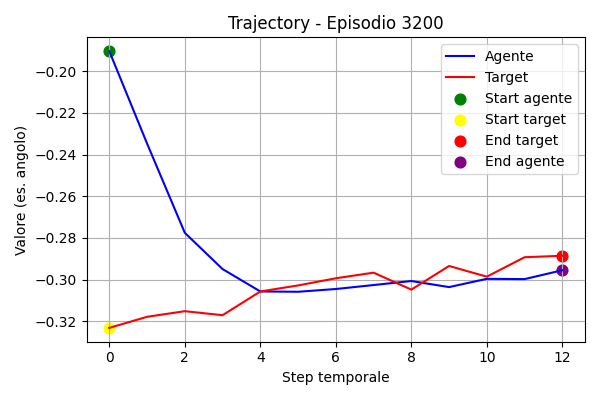 Trajectory - Episodio 3200
Valore (es. angolo)
−0.20
−0.22
−0.24
−0.26
−0.28
−0.30
−0.32
Agente
Target
Start agente
Start target
End target
End agente
0 2 4 6 8 10 12
Step temporale